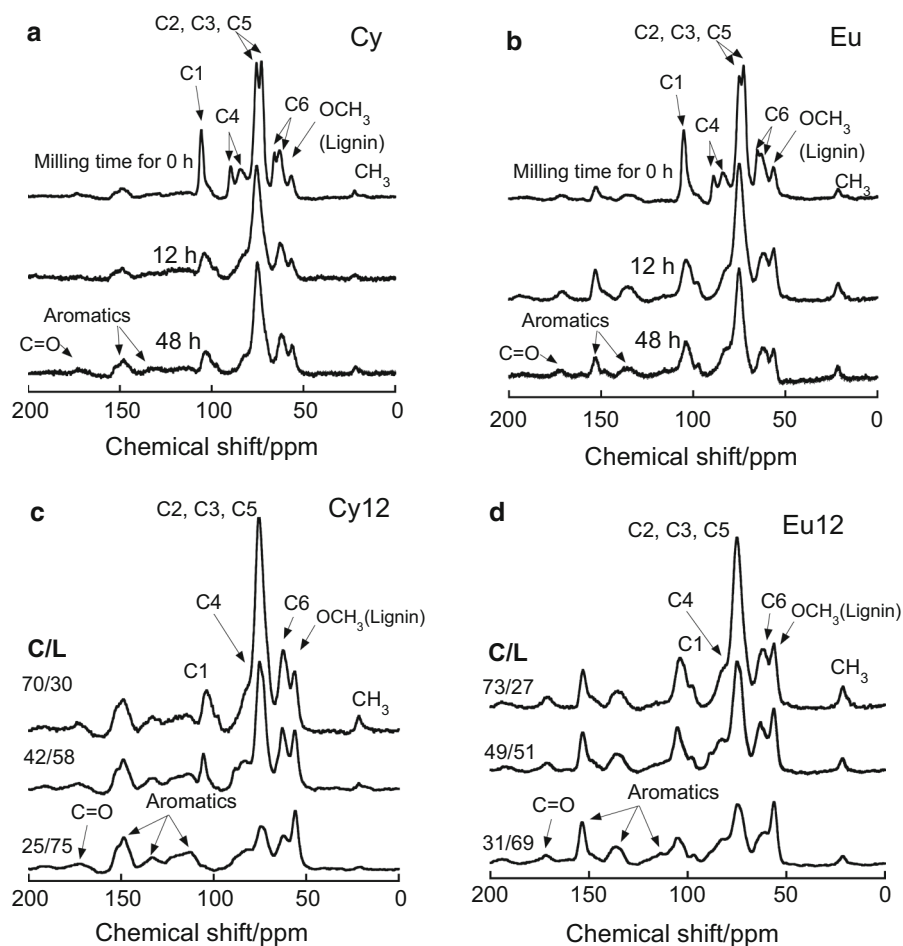 a
Cy
C2, C3, C5
C1
C4
C6
OCH3
(Lignin)
CH3
Milling time for 0 h
12 h
Aromatics
C=O
48 h
200 150 100 50 0
Chemical shift/ppm
b
Eu
C2, C3, C5
C1
C4
C6
OCH3
(Lignin)
CH3
Milling time for 0 h
12 h
Aromatics
C=O
48 h
200 150 100 50 0
Chemical shift/ppm
c
Cy12
C2, C3, C5
C4
C6
OCH3(Lignin)
C/L
C1
CH3
70/30
42/58
Aromatics
C=O
25/75
200 150 100 50 0
Chemical shift/ppm
d
Eu12
C2, C3, C5
C4
C6
OCH3(Lignin)
C/L
C1
CH3
73/27
49/51
Aromatics
C=O
31/69
200 150 100 50 0
Chemical shift/ppm